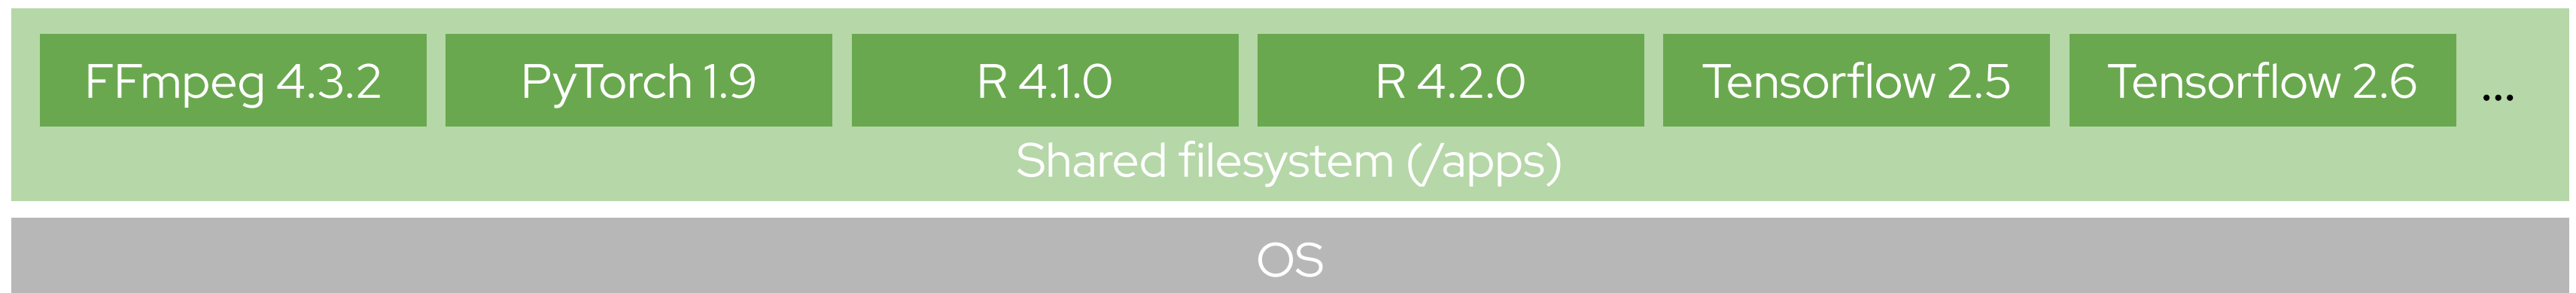 FFmpeg 4.3.2
PyTorch 1.9
R 4.1.0
R 4.2.0
Tensorflow 2.5
Tensorflow 2.6
...
Shared filesystem (/apps)
OS